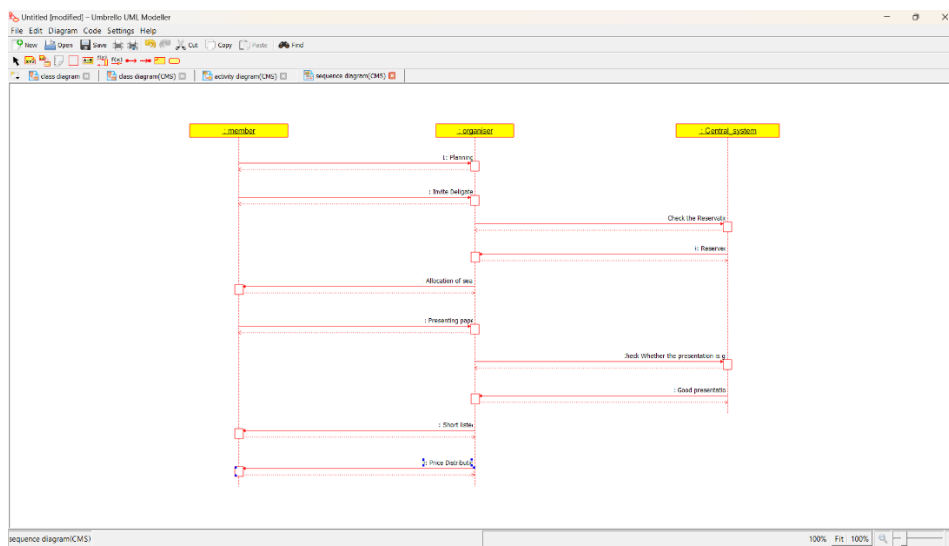 Untitled [modified] – Umbrello UML Modeller
File Edit Diagram Code Settings Help
New Open Save Cut Copy Paste Find
class diagram class diagram(CMS) activity diagram(CMS) sequence diagram(CMS)
: member : organiser : Central_system
1: Planning
: Invite Deligate
Check the Reservatio
: Reserved
Allocation of sea
: Presenting pape
Check Whether the presentation is g
: Good presentatio
: Short liste
: Price Distributio
sequence diagram(CMS) 100% Fit 100%